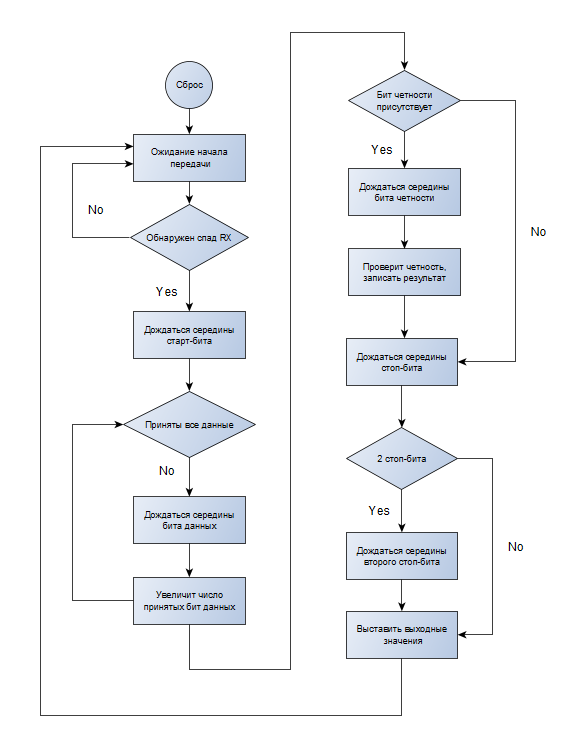 Сброс
Ожидание начала
передачи
No
Обнаружен спад RX
Yes
Дождаться середины
старт-бита
Приняты все данные
No
Дождаться середины
бита данных
Увеличит число
принятых бит данных
Бит четности
присутствует
Yes
No
Дождаться середины
бита четности
Проверит четность,
записать результат
Дождаться середины
стоп-бита
2 стоп-бита
Yes
No
Дождаться середины
второго стоп-бита
Выставить выходные
значения